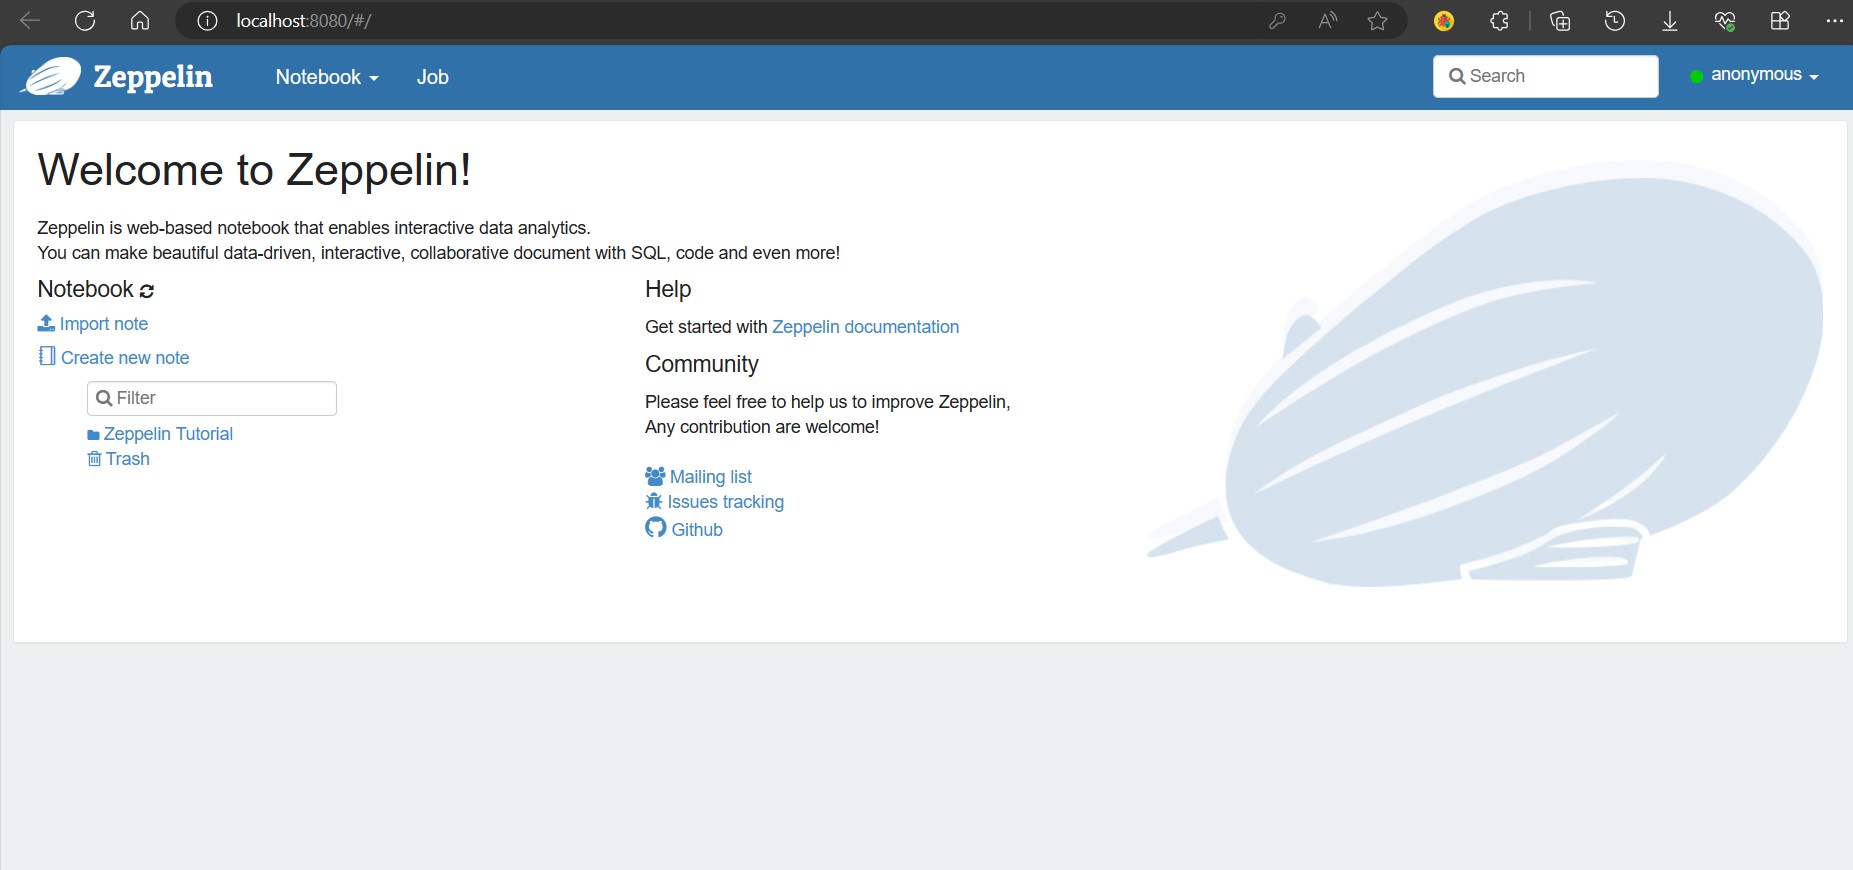 localhost:8080/#/
Zeppelin
Notebook
Job
Search
anonymous
Welcome to Zeppelin!
Zeppelin is web-based notebook that enables interactive data analytics.
You can make beautiful data-driven, interactive, collaborative document with SQL, code and even more!
Notebook
Import note
Create new note
Filter
Zeppelin Tutorial
Trash
Help
Get started with Zeppelin documentation
Community
Please feel free to help us to improve Zeppelin,
Any contribution are welcome!
Mailing list
Issues tracking
Github